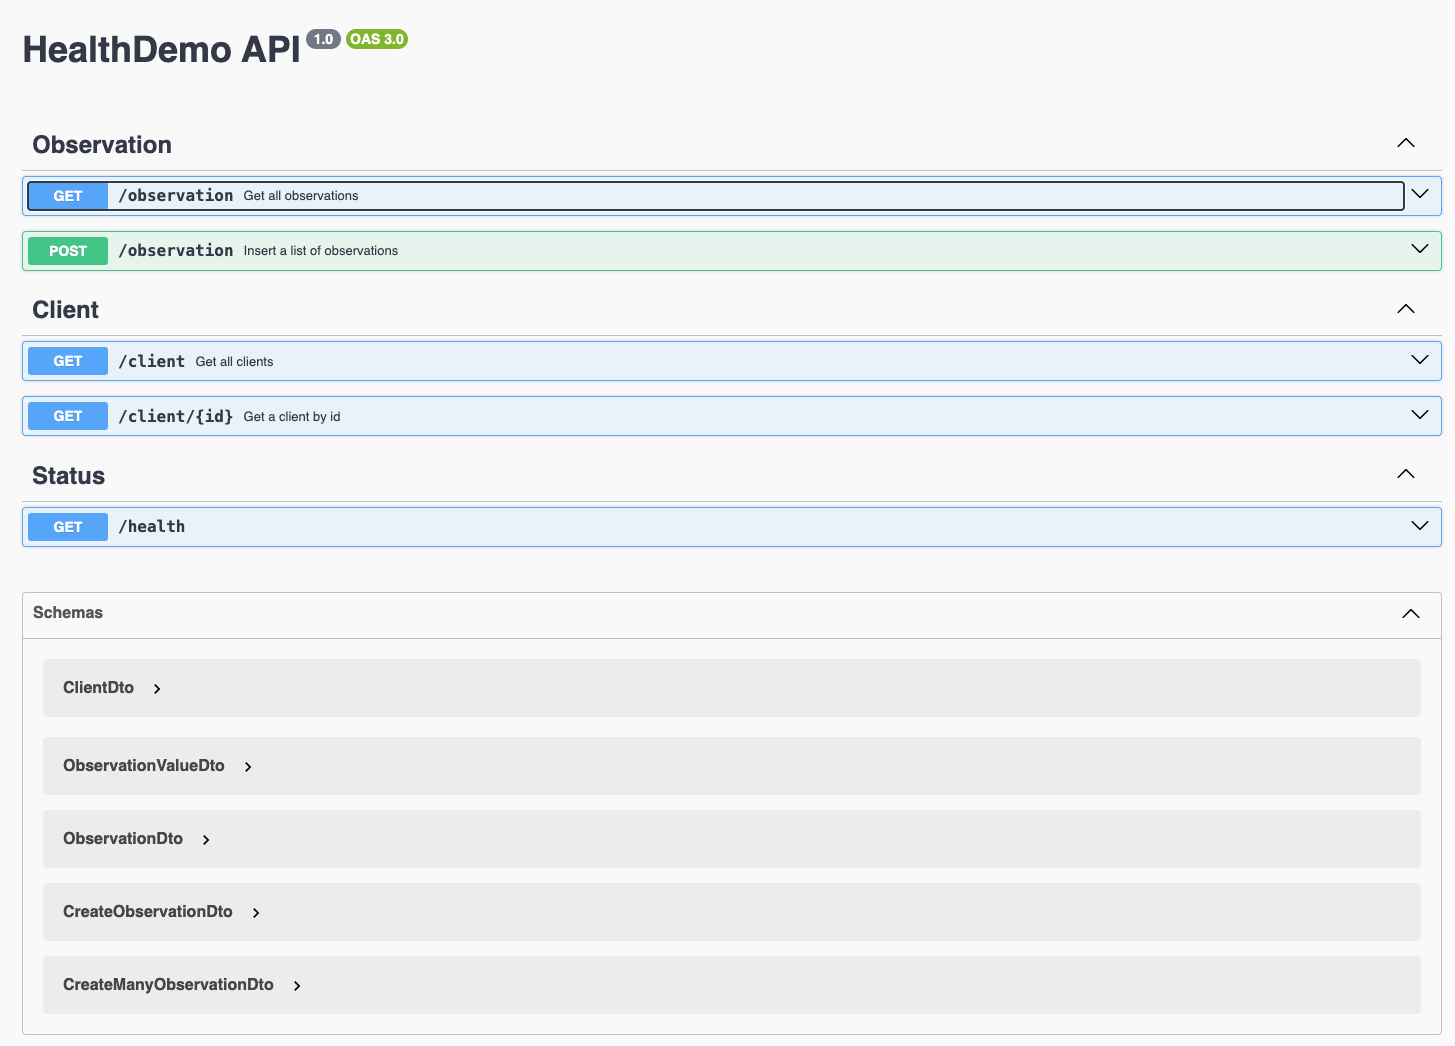 HealthDemo API 1.0 OAS 3.0
Observation
GET /observation Get all observations
POST /observation Insert a list of observations
Client
GET /client Get all clients
GET /client/{id} Get a client by id
Status
GET /health
Schemas
ClientDto
ObservationValueDto
ObservationDto
CreateObservationDto
CreateManyObservationDto